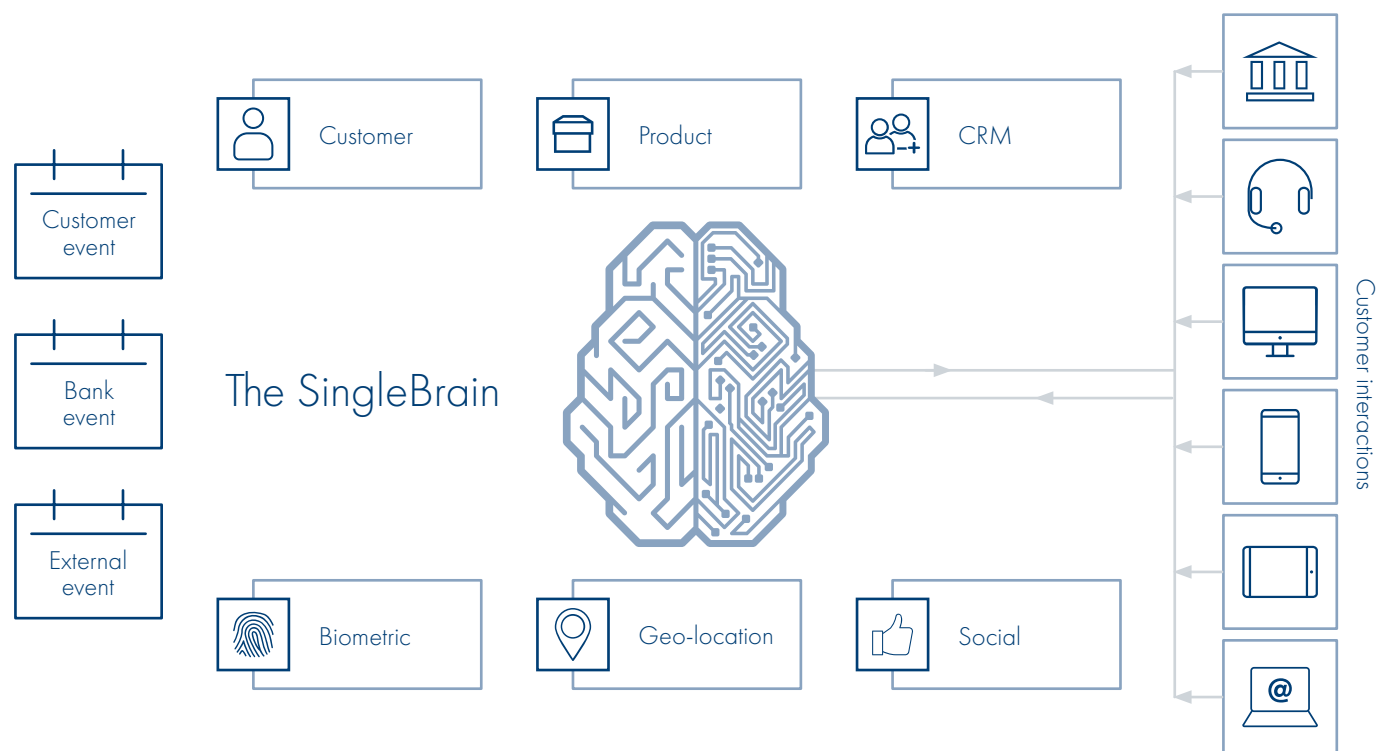 Customer
Product
CRM
Customer
event
Bank
event
The SingleBrain
External
event
Biometric
Geo-location
Social
Customer interactions
@